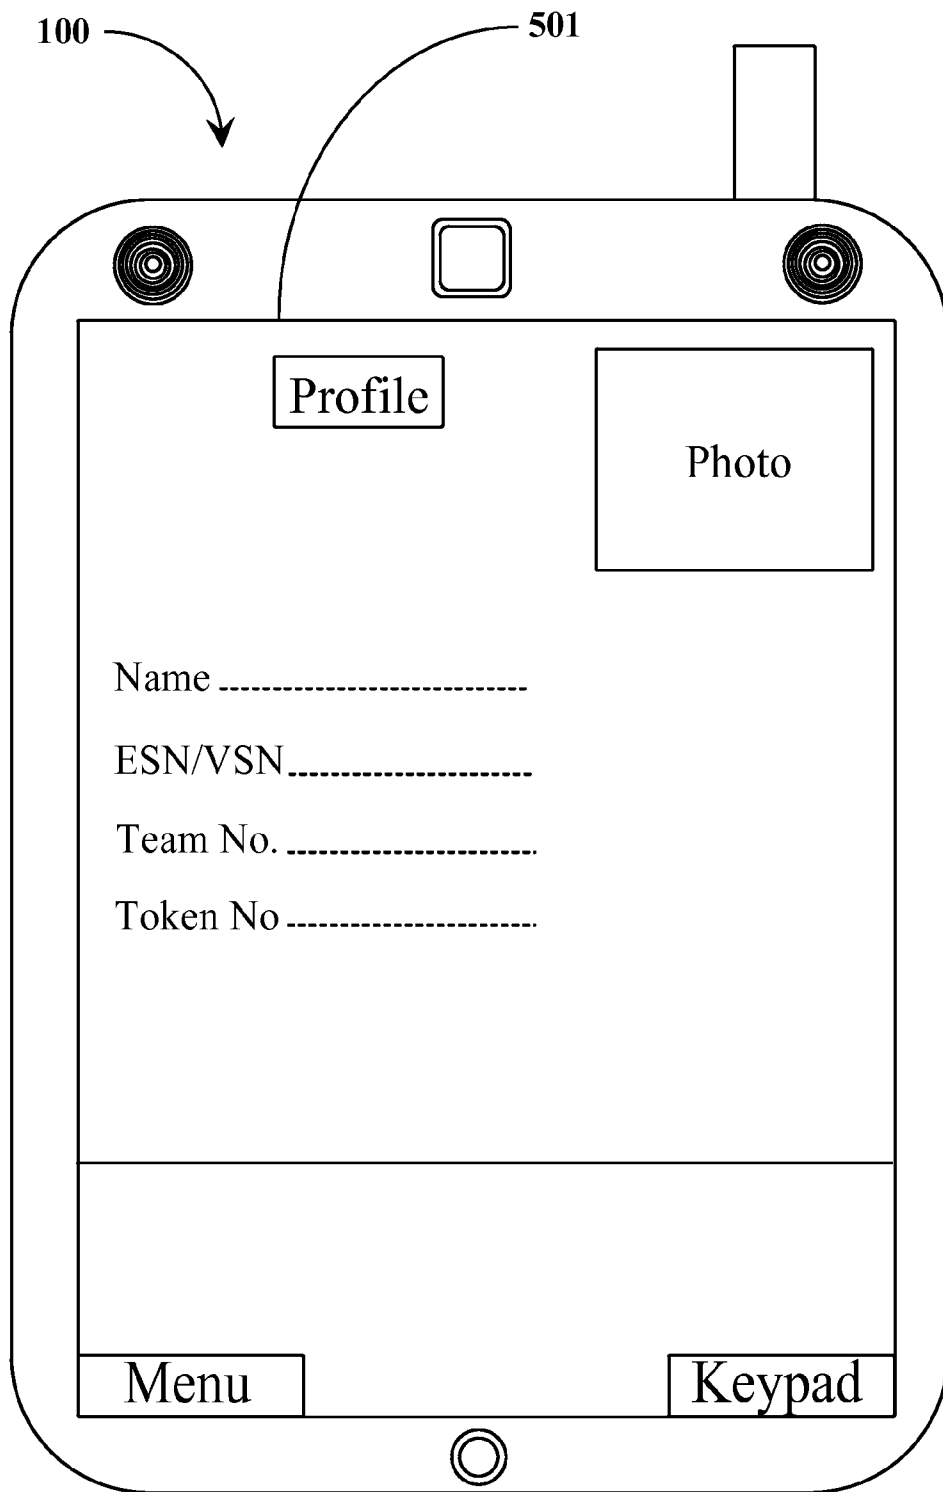 100
501
Profile
Photo
Name
ESN/VSN
Team No.
Token No
Menu
Keypad